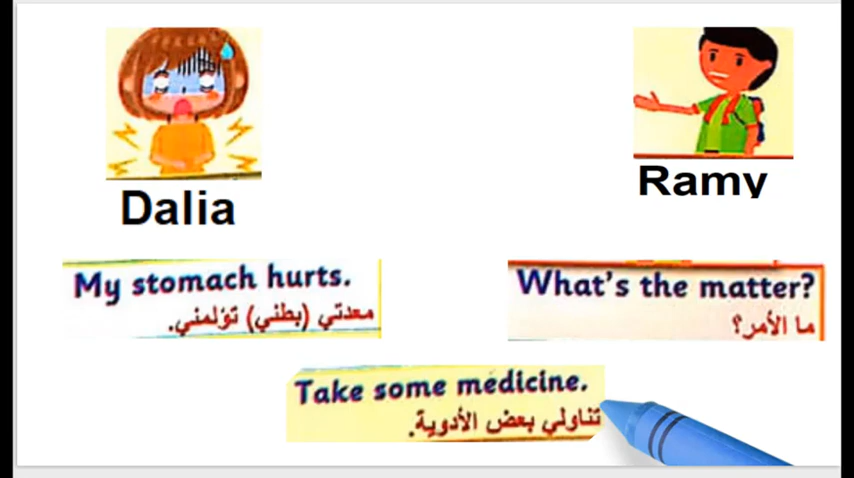 Dalia
Ramy
My stomach hurts.
معدتي (بطني) تؤلمني.
What's the matter?
ما الأمر؟
Take some medicine.
تناولي بعض الأدوية.